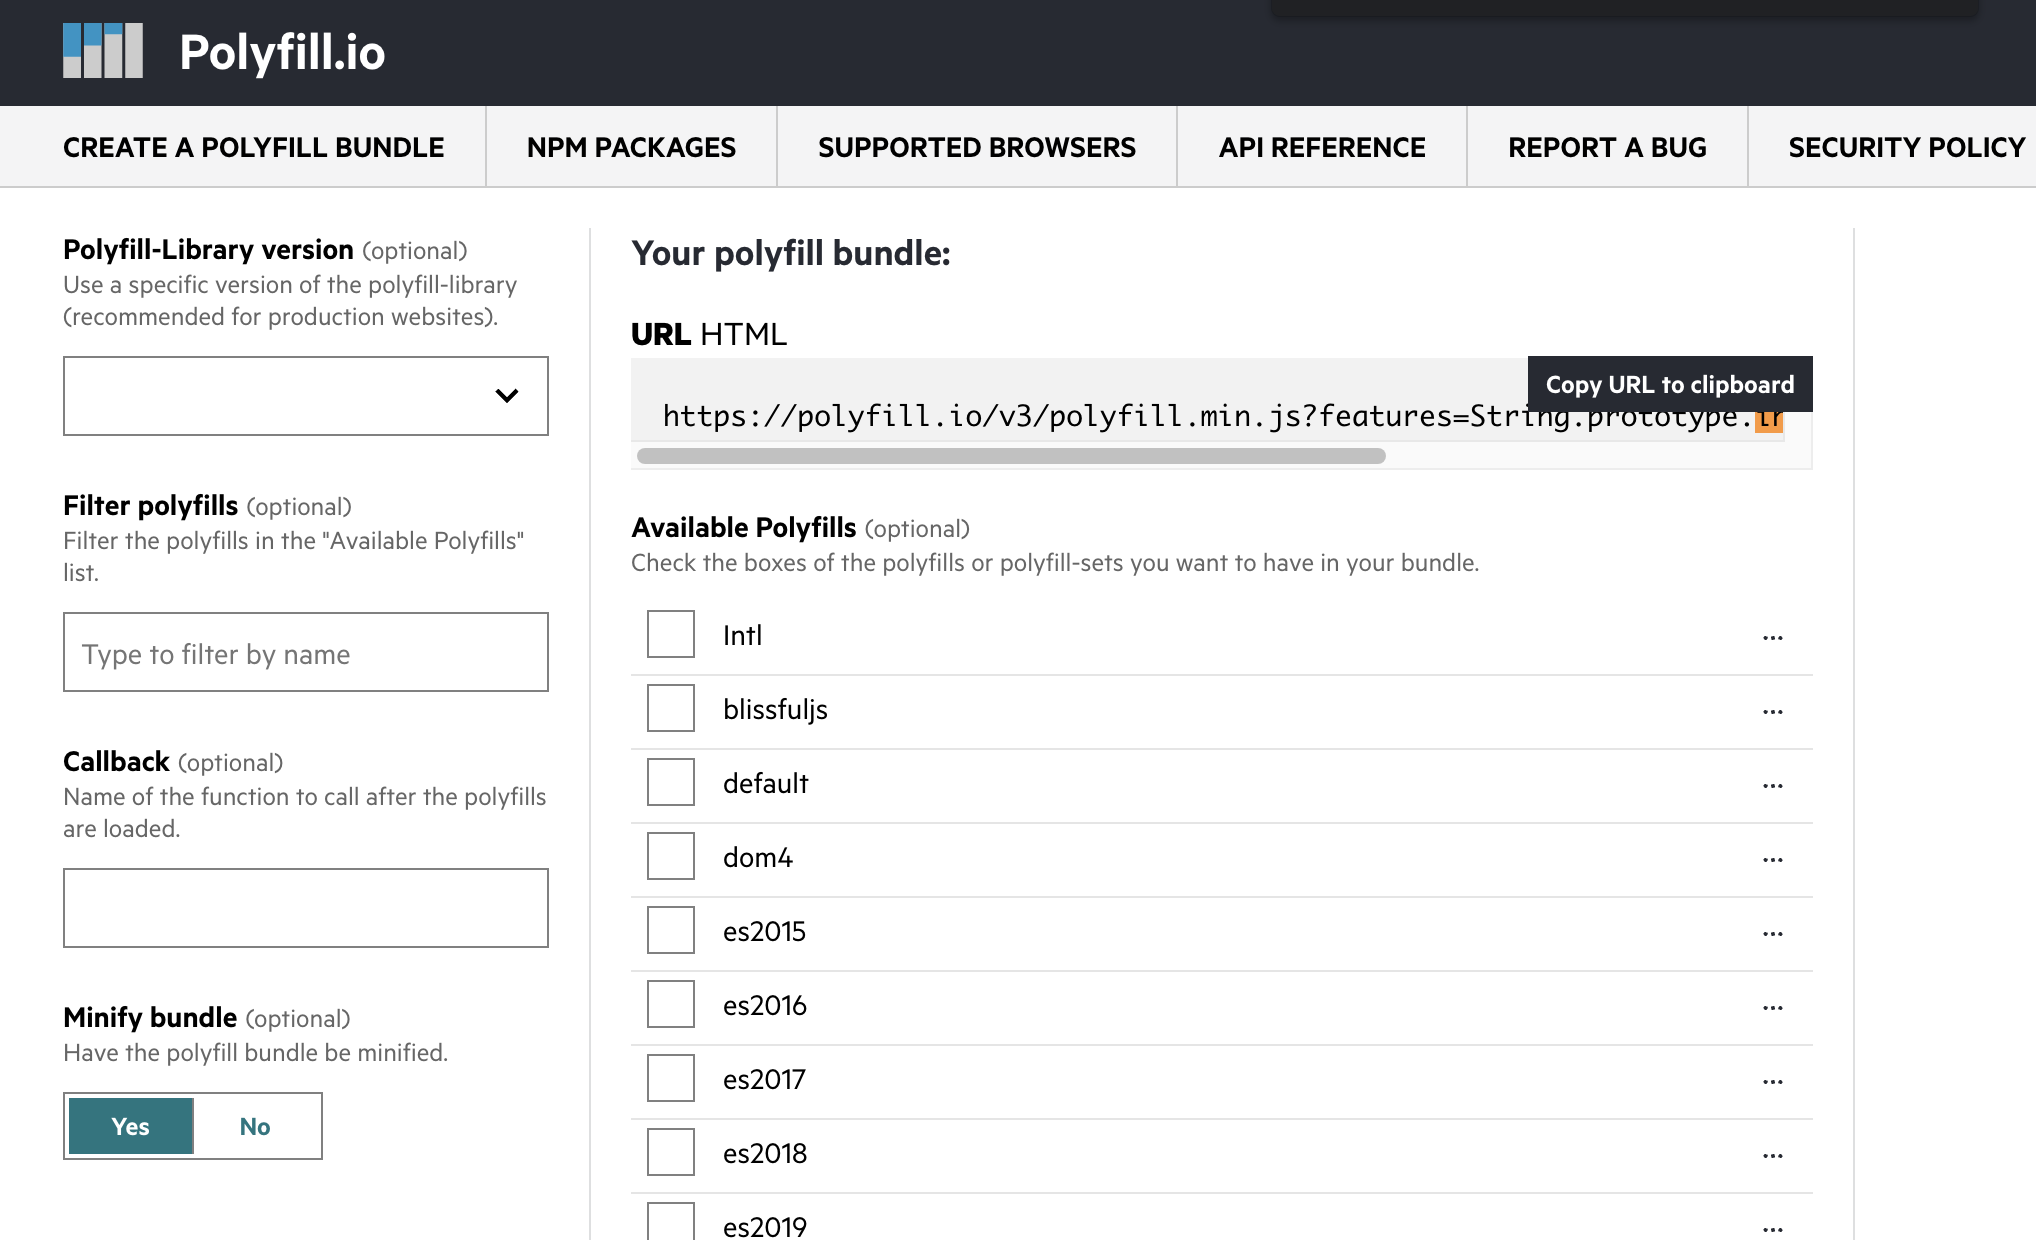 Polyfill.io
CREATE A POLYFILL BUNDLE
NPM PACKAGES
SUPPORTED BROWSERS
API REFERENCE
REPORT A BUG
SECURITY POLICY
Polyfill-Library version (optional)
Use a specific version of the polyfill-library
(recommended for production websites).
Filter polyfills (optional)
Filter the polyfills in the "Available Polyfills"
list.
Type to filter by name
Callback (optional)
Name of the function to call after the polyfills
are loaded.
Minify bundle (optional)
Have the polyfill bundle be minified.
Yes
No
Your polyfill bundle:
URL HTML
Copy URL to clipboard
https://polyfill.io/v3/polyfill.min.js?features=String.prototype.
Available Polyfills (optional)
Check the boxes of the polyfills or polyfill-sets you want to have in your bundle.
Intl ...
blissfuljs ...
default ...
dom4 ...
es2015 ...
es2016 ...
es2017 ...
es2018 ...
es2019 ...